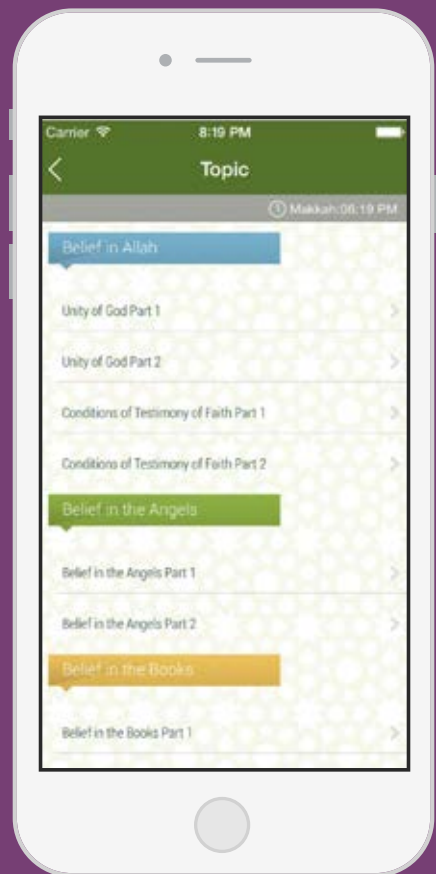 Carrier 8:19 PM
Topic
Makkah:06:19 PM
Belief in Allah
Unity of God Part 1
Unity of God Part 2
Conditions of Testimony of Faith Part 1
Conditions of Testimony of Faith Part 2
Belief in the Angels
Belief in the Angels Part 1
Belief in the Angels Part 2
Belief in the Books
Belief in the Books Part 1